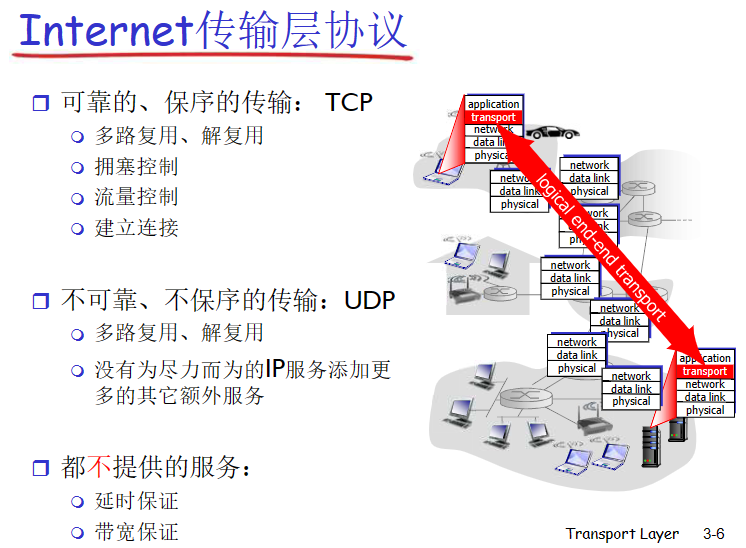 Internet传输层协议
可靠的、保序的传输： TCP
多路复用、解复用
拥塞控制
流量控制
建立连接
不可靠、不保序的传输：UDP
多路复用、解复用
没有为尽力而为的IP服务添加更
多的其它额外服务
都不提供的服务：
延时保证
带宽保证
application
transport
network
data link
physical
network
data link
physical
network
data link
physical
network
data link
physical
network
data link
physical
network
data link
physical
network
data link
physical
network
data link
physical
application
transport
network
data link
physical
logical end-end transport
Transport Layer
3-6